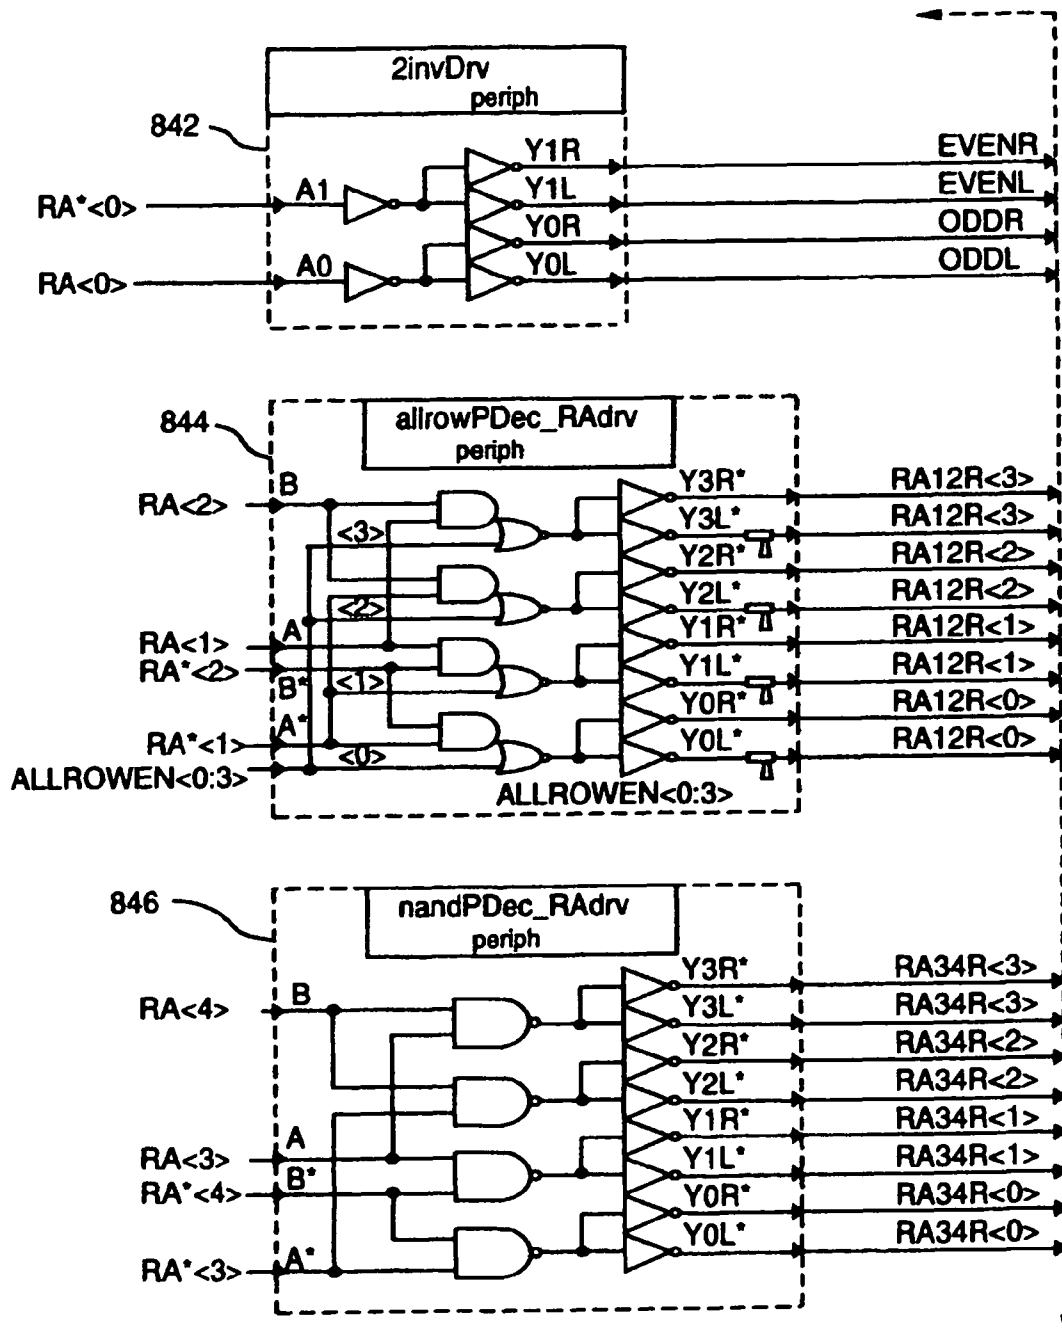 2invDrv
periph
842
Y1R
EVENR
RA*<0>
A1
Y1L
EVENL
Y0R
ODDR
RA<0>
A0
Y0L
ODDL
844
allrowPDec_RAdrv
periph
RA<2>
B
Y3R*
RA12R<3>
<3>
Y3L*
RA12R<3>
Y2R*
RA12R<2>
<2>
Y2L*
RA12R<2>
RA<1>
A
Y1R*
RA12R<1>
RA*<2>
B*
<1>
Y1L*
RA12R<1>
Y0R*
RA12R<0>
RA*<1>
A*
<0>
Y0L*
RA12R<0>
ALLROWEN<0:3>
ALLROWEN<0:3>
846
nandPDec_RAdrv
periph
RA<4>
B
Y3R*
RA34R<3>
Y3L*
RA34R<3>
Y2R*
RA34R<2>
Y2L*
RA34R<2>
RA<3>
A
Y1R*
RA34R<1>
RA*<4>
B*
Y1L*
RA34R<1>
Y0R*
RA34R<0>
RA*<3>
A*
Y0L*
RA34R<0>